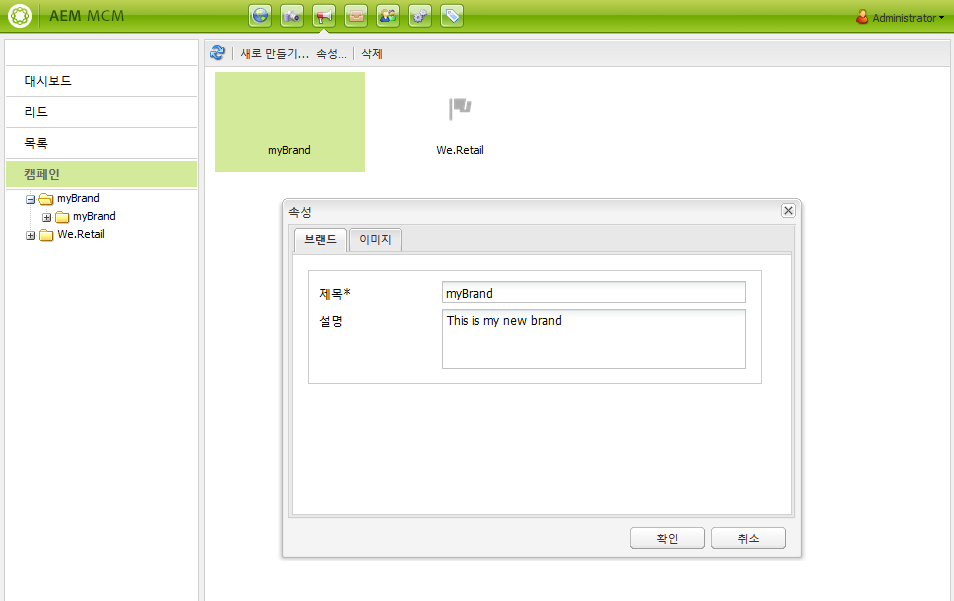 AEM MCM
Administrator
새로 만들기... 속성... 삭제
대시보드
리드
목록
캠페인
myBrand
myBrand
We.Retail
myBrand
We.Retail
속성
브랜드 이미지
제목* myBrand
설명 This is my new brand
확인 취소